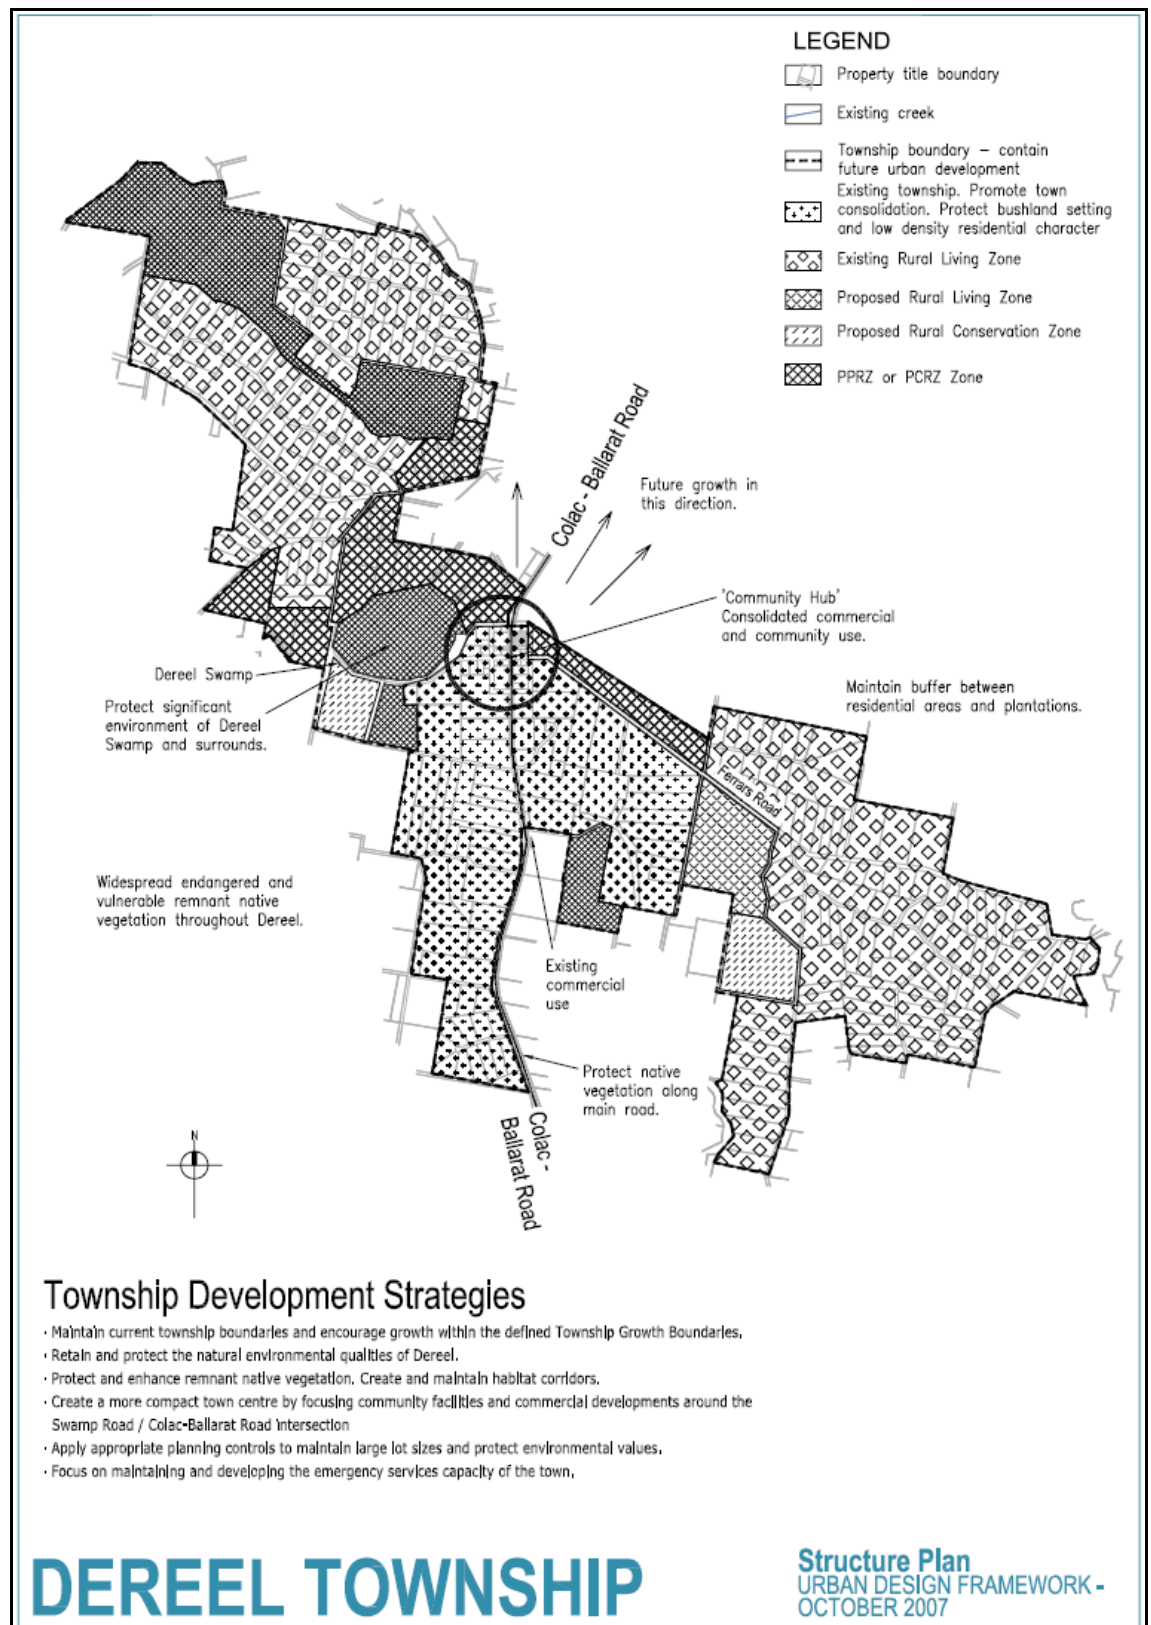 LEGEND
Property title boundary
Existing creek
Township boundary – contain
future urban development
Existing township. Promote town
consolidation. Protect bushland setting
and low density residential character
Existing Rural Living Zone
Proposed Rural Living Zone
Proposed Rural Conservation Zone
PPRZ or PCRZ Zone
Colac - Ballarat Road
Future growth in
this direction.
'Community Hub'
Consolidated commercial
and community use.
Dereel Swamp
Protect significant
environment of Dereel
Swamp and surrounds.
Maintain buffer between
residential areas and plantations.
Ferrars Road
Widespread endangered and
vulnerable remnant native
vegetation throughout Dereel.
Existing
commercial
use
Protect native
vegetation along
main road.
Colac -
Ballarat Road
N
Township Development Strategies
· Maintain current township boundaries and encourage growth within the defined Township Growth Boundaries.
· Retain and protect the natural environmental qualities of Dereel.
· Protect and enhance remnant native vegetation. Create and maintain habitat corridors.
· Create a more compact town centre by focusing community facilities and commercial developments around the
Swamp Road / Colac-Ballarat Road intersection
· Apply appropriate planning controls to maintain large lot sizes and protect environmental values.
· Focus on maintaining and developing the emergency services capacity of the town.
DEREEL TOWNSHIP
Structure Plan
URBAN DESIGN FRAMEWORK -
OCTOBER 2007